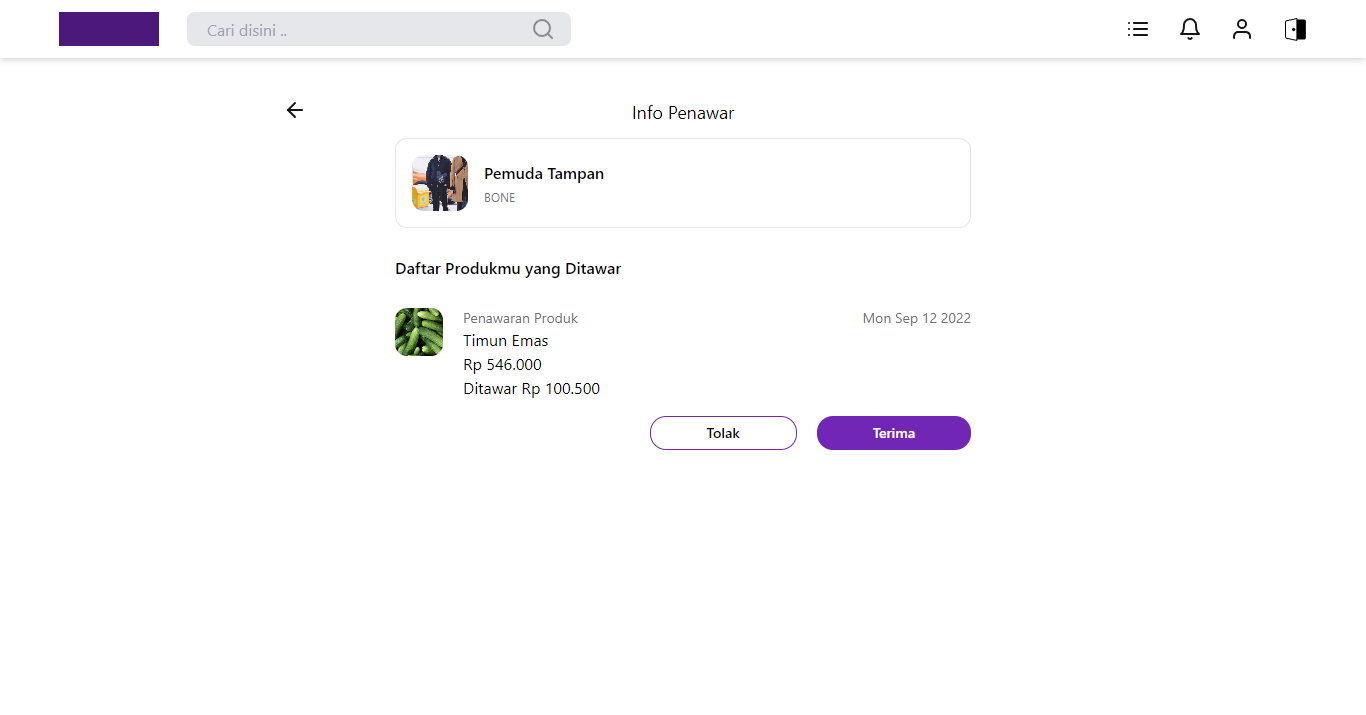 Cari disini ..
Info Penawar
Pemuda Tampan
BONE
Daftar Produkmu yang Ditawar
Penawaran Produk
Mon Sep 12 2022
Timun Emas
Rp 546.000
Ditawar Rp 100.500
Tolak
Terima